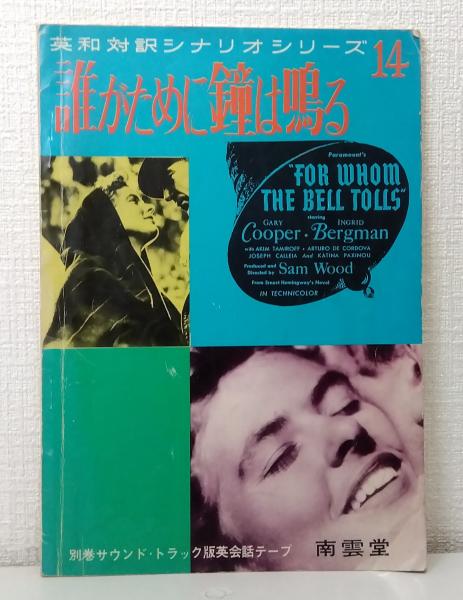 英和対訳シナリオシリーズ 14
誰がために鐘は鳴る
Paramount's
"FOR WHOM
THE BELL TOLLS"
starring
GARY INGRID
Cooper · Bergman
with AKIM TAMIROFF · ARTURO DE CORDOVA
JOSEPH CALLEIA And KATINA PAXINOU
Produced and
Directed by Sam Wood
From Ernest Hemingway's Novel
IN TECHNICOLOR
別巻サウンド・トラック版英会話テープ 南雲堂